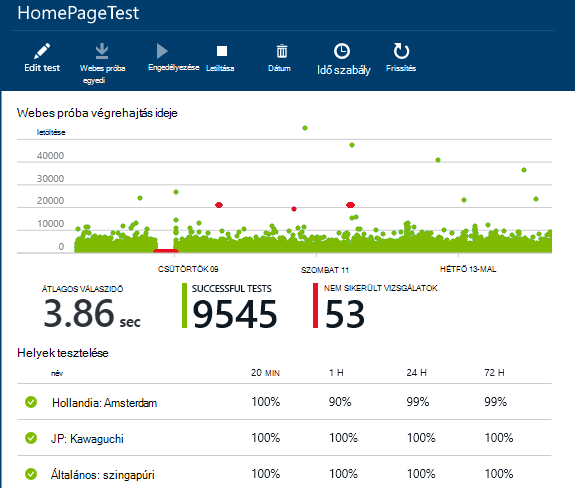 HomePageTest
Edit test
Webes próba
egyedi
Engedélyezése
Letiltása
Dátum
Idő szabály
Frissítés
Webes próba végrehajtás ideje
letöltése
40000
30000
20000
10000
0
CSÜTÖRTÖK 09
SZOMBAT 11
HÉTFŐ 13-MAL
ÁTLAGOS VÁLASZIDŐ
3.86 sec
SUCCESSFUL TESTS
9545
NEM SIKERÜLT VIZSGÁLATOK
53
Helyek tesztelése
név 20 MIN 1 H 24 H 72 H
Hollandia: Amsterdam 100% 90% 99% 99%
JP: Kawaguchi 100% 100% 100% 100%
Általános: szingapúri 100% 100% 100% 100%